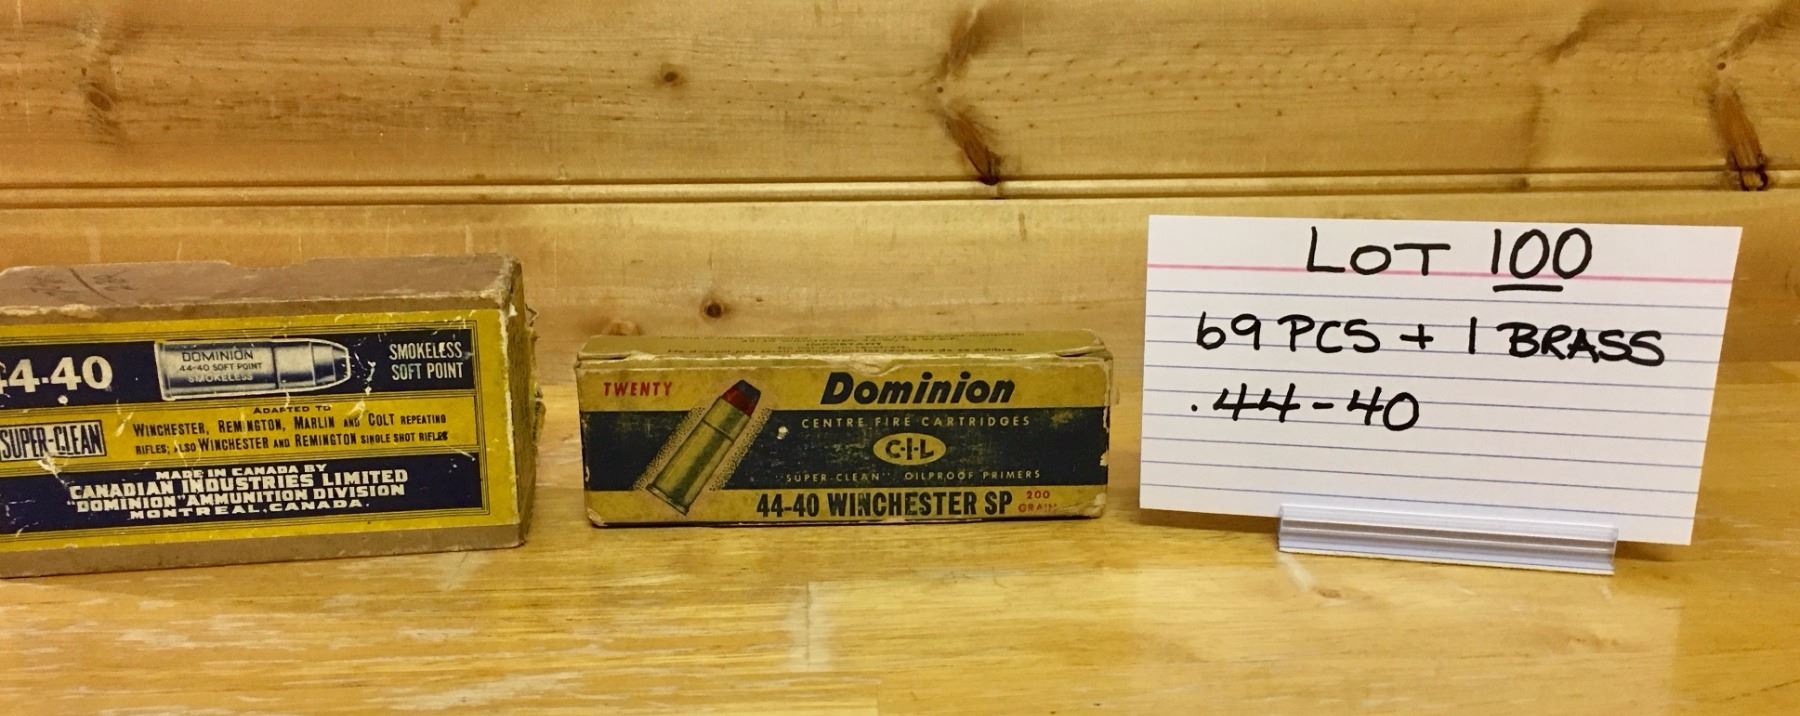 4-40
DOMINION
44-40 SOFT POINT
SMOKELESS
SMOKELESS
SOFT POINT
SUPER-CLEAN
ADAPTED TO
WINCHESTER, REMINGTON, MARLIN AND COLT REPEATING
RIFLES; ALSO WINCHESTER AND REMINGTON SINGLE SHOT RIFLES
MADE IN CANADA BY
CANADIAN INDUSTRIES LIMITED
"DOMINION" AMMUNITION DIVISION
MONTREAL, CANADA.
TWENTY
Dominion
CENTRE FIRE CARTRIDGES
C-I-L
"SUPER-CLEAN" OILPROOF PRIMERS
44-40 WINCHESTER SP 200
GRAIN
LOT 100
69 PCS + 1 BRASS
.44-40